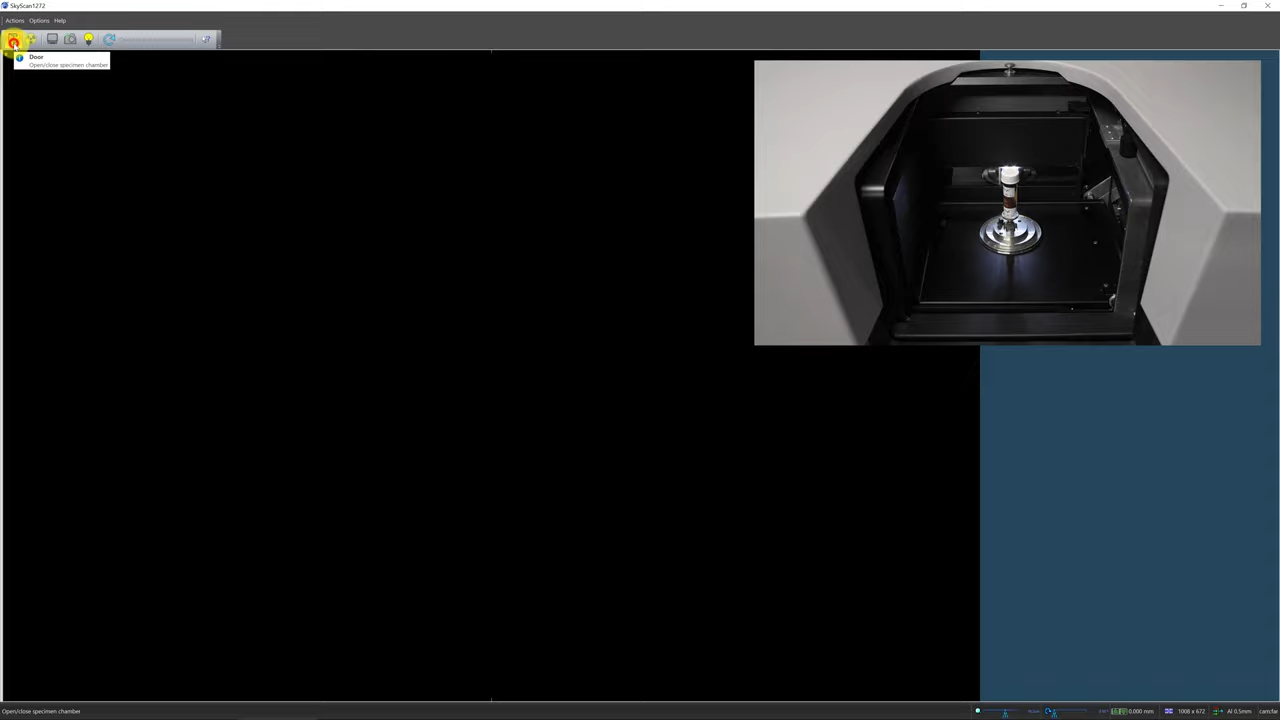 SkyScan1272
Actions Options Help
Door
Open/close specimen chamber
Open/close specimen chamber
0.000 mm
1008 x 672
Al 0.5mm